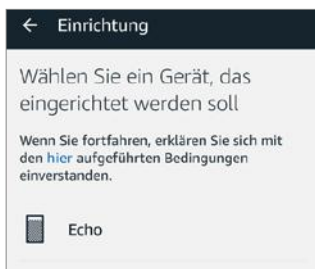 ← Einrichtung
Wählen Sie ein Gerät, das
eingerichtet werden soll
Wenn Sie fortfahren, erklären Sie sich mit
den hier aufgeführten Bedingungen
einverstanden.
Echo